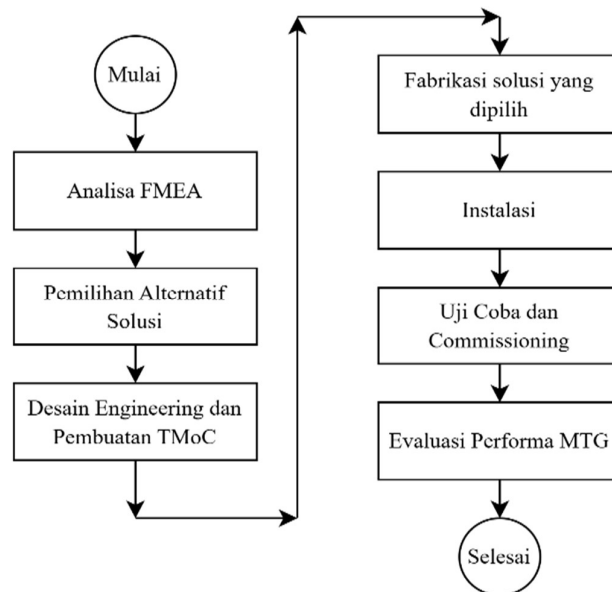 Mulai
Analisa FMEA
Pemilihan Alternatif
Solusi
Desain Engineering dan
Pembuatan TMoC
Fabrikasi solusi yang
dipilih
Instalasi
Uji Coba dan
Commissioning
Evaluasi Performa MTG
Selesai